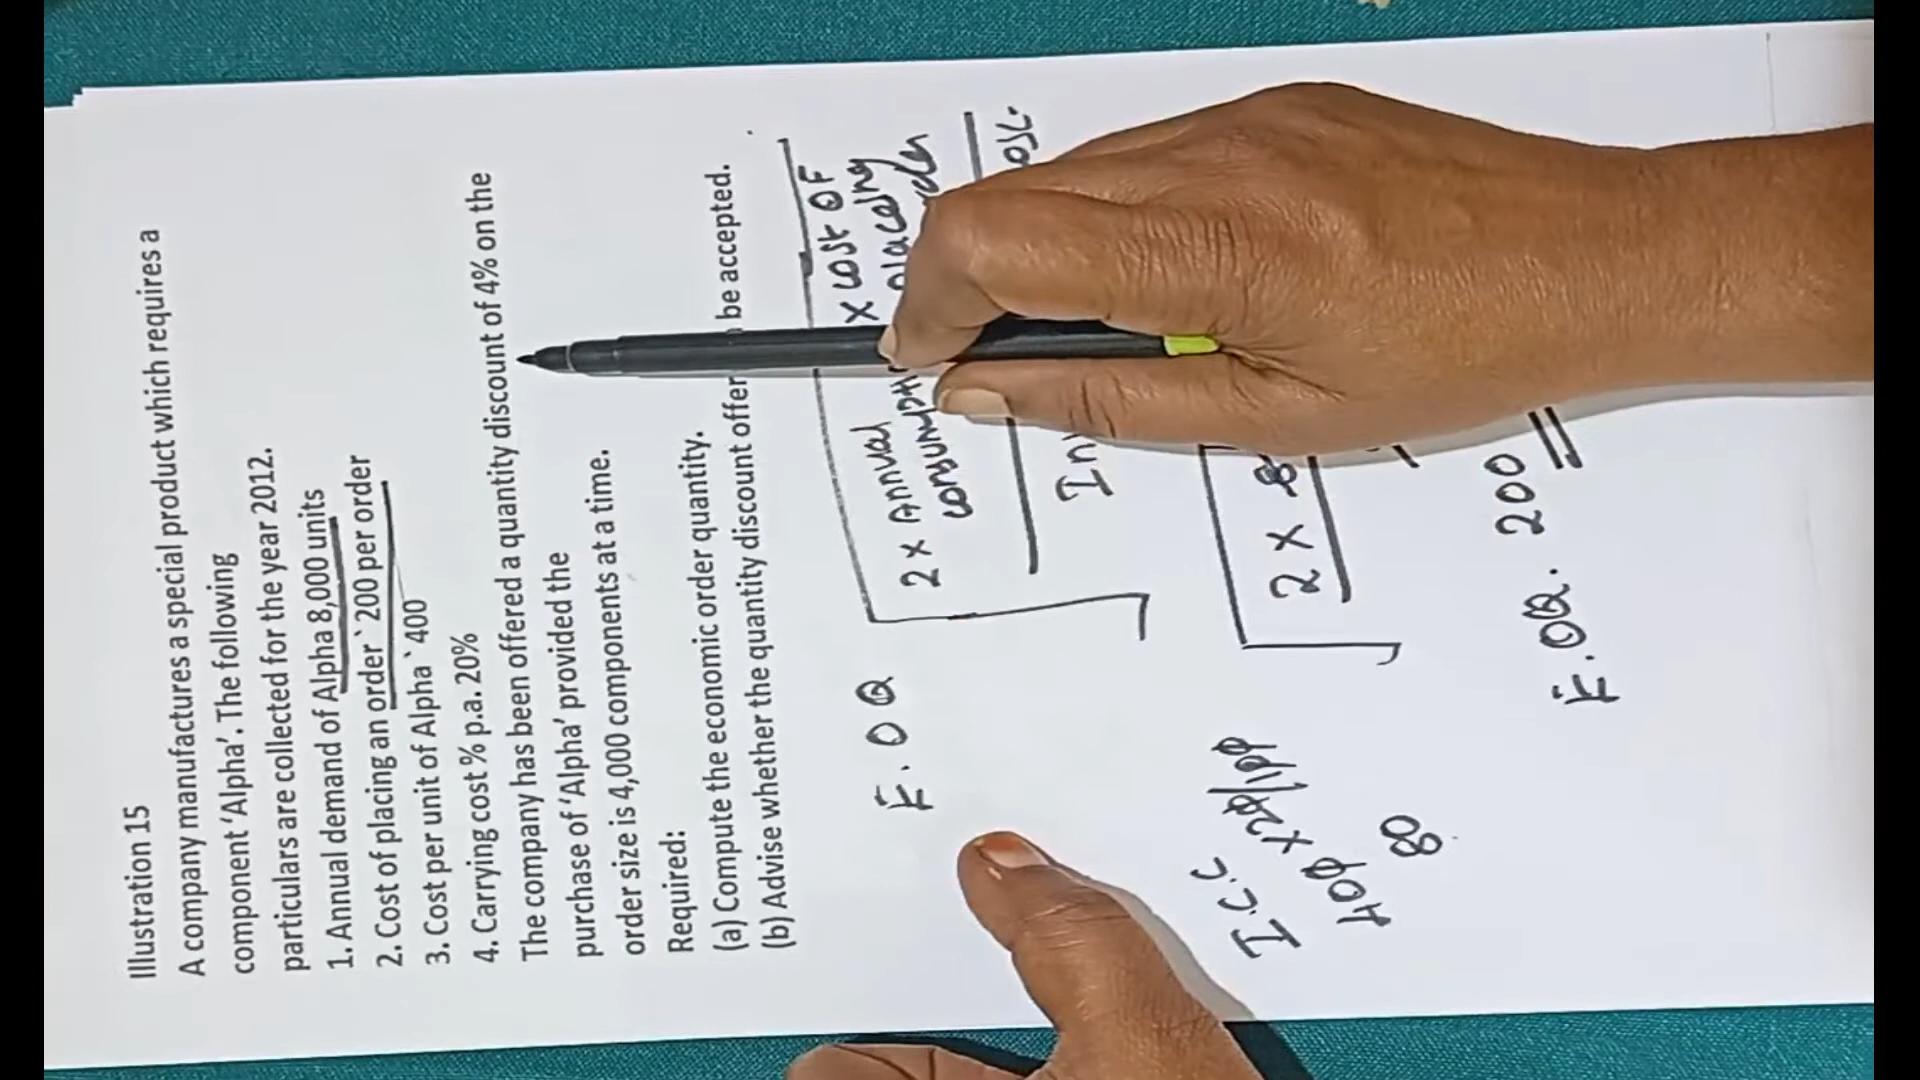 Illustration 15
A company manufactures a special product which requires a
component 'Alpha'. The following
particulars are collected for the year 2012.
1. Annual demand of Alpha 8,000 units
2. Cost of placing an order ` 200 per order
3. Cost per unit of Alpha ` 400
4. Carrying cost % p.a. 20%
The company has been offered a quantity discount of 4% on the
purchase of 'Alpha' provided the
order size is 4,000 components at a time.
Required:
(a) Compute the economic order quantity.
(b) Advise whether the quantity discount offer be accepted.
E.OQ
2 x Annual x Cost OF
I.C.C
400 x 20/100
80
2 x 8
E.OQ. 200